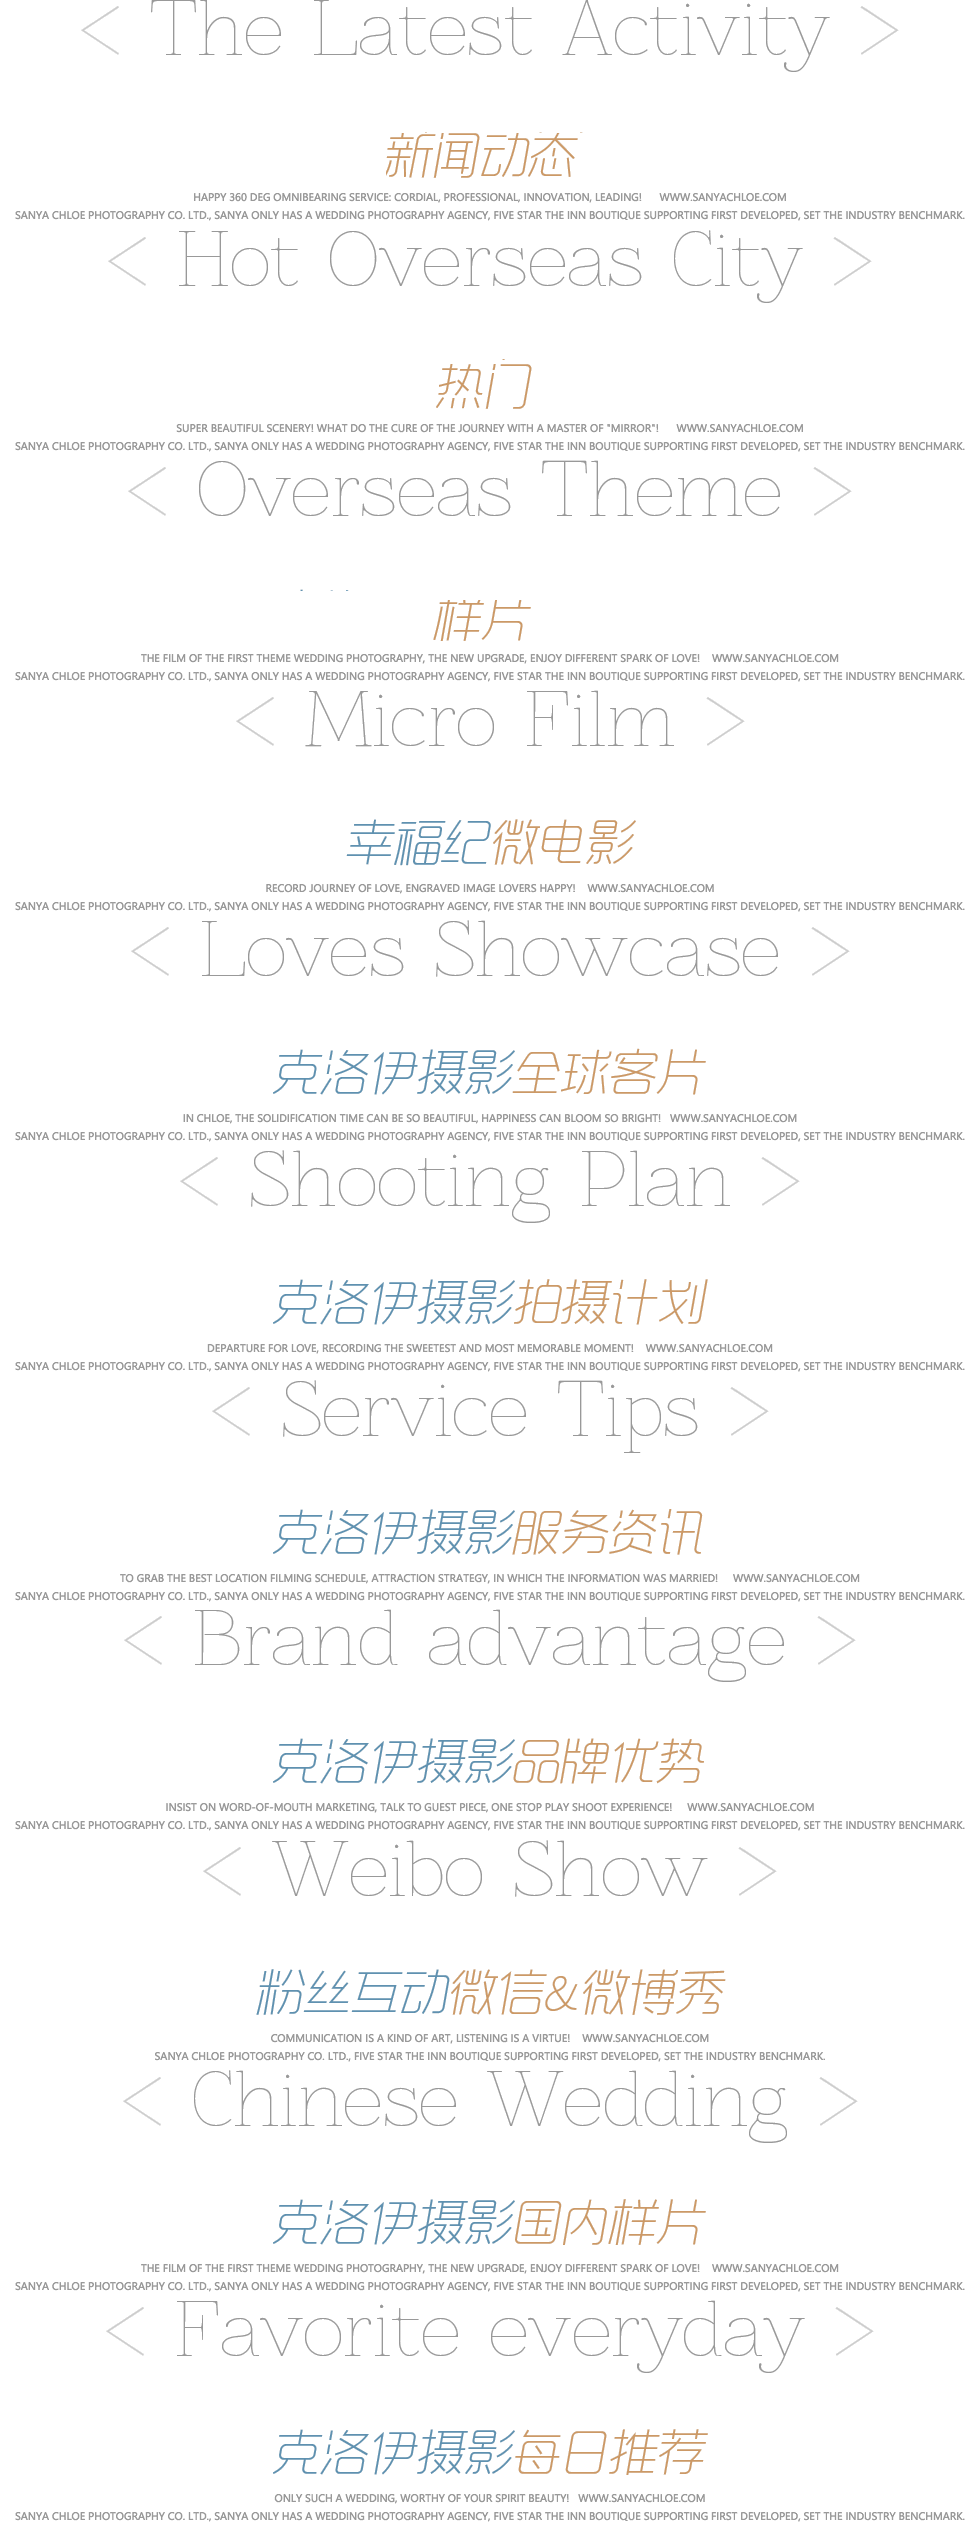 < The Latest Activity >
新闻动态
HAPPY 360 DEG OMNIBEARING SERVICE: CORDIAL, PROFESSIONAL, INNOVATION, LEADING! WWW.SANYACHLOE.COM
SANYA CHLOE PHOTOGRAPHY CO. LTD., SANYA ONLY HAS A WEDDING PHOTOGRAPHY AGENCY, FIVE STAR THE INN BOUTIQUE SUPPORTING FIRST DEVELOPED, SET THE INDUSTRY BENCHMARK.
< Hot Overseas City >
热门
SUPER BEAUTIFUL SCENERY! WHAT DO THE CURE OF THE JOURNEY WITH A MASTER OF "MIRROR"! WWW.SANYACHLOE.COM
SANYA CHLOE PHOTOGRAPHY CO. LTD., SANYA ONLY HAS A WEDDING PHOTOGRAPHY AGENCY, FIVE STAR THE INN BOUTIQUE SUPPORTING FIRST DEVELOPED, SET THE INDUSTRY BENCHMARK.
< Overseas Theme >
样片
THE FILM OF THE FIRST THEME WEDDING PHOTOGRAPHY, THE NEW UPGRADE, ENJOY DIFFERENT SPARK OF LOVE! WWW.SANYACHLOE.COM
SANYA CHLOE PHOTOGRAPHY CO. LTD., SANYA ONLY HAS A WEDDING PHOTOGRAPHY AGENCY, FIVE STAR THE INN BOUTIQUE SUPPORTING FIRST DEVELOPED, SET THE INDUSTRY BENCHMARK.
< Micro Film >
幸福纪微电影
RECORD JOURNEY OF LOVE, ENGRAVED IMAGE LOVERS HAPPY! WWW.SANYACHLOE.COM
SANYA CHLOE PHOTOGRAPHY CO. LTD., SANYA ONLY HAS A WEDDING PHOTOGRAPHY AGENCY, FIVE STAR THE INN BOUTIQUE SUPPORTING FIRST DEVELOPED, SET THE INDUSTRY BENCHMARK.
< Loves Showcase >
克洛伊摄影全球客片
IN CHLOE, THE SOLIDIFICATION TIME CAN BE SO BEAUTIFUL, HAPPINESS CAN BLOOM SO BRIGHT! WWW.SANYACHLOE.COM
SANYA CHLOE PHOTOGRAPHY CO. LTD., SANYA ONLY HAS A WEDDING PHOTOGRAPHY AGENCY, FIVE STAR THE INN BOUTIQUE SUPPORTING FIRST DEVELOPED, SET THE INDUSTRY BENCHMARK.
< Shooting Plan >
克洛伊摄影拍摄计划
DEPARTURE FOR LOVE, RECORDING THE SWEETEST AND MOST MEMORABLE MOMENT! WWW.SANYACHLOE.COM
SANYA CHLOE PHOTOGRAPHY CO. LTD., SANYA ONLY HAS A WEDDING PHOTOGRAPHY AGENCY, FIVE STAR THE INN BOUTIQUE SUPPORTING FIRST DEVELOPED, SET THE INDUSTRY BENCHMARK.
< Service Tips >
克洛伊摄影服务资讯
TO GRAB THE BEST LOCATION FILMING SCHEDULE, ATTRACTION STRATEGY, IN WHICH THE INFORMATION WAS MARRIED! WWW.SANYACHLOE.COM
SANYA CHLOE PHOTOGRAPHY CO. LTD., SANYA ONLY HAS A WEDDING PHOTOGRAPHY AGENCY, FIVE STAR THE INN BOUTIQUE SUPPORTING FIRST DEVELOPED, SET THE INDUSTRY BENCHMARK.
< Brand advantage >
克洛伊摄影品牌优势
INSIST ON WORD-OF-MOUTH MARKETING, TALK TO GUEST PIECE, ONE STOP PLAY SHOOT EXPERIENCE! WWW.SANYACHLOE.COM
SANYA CHLOE PHOTOGRAPHY CO. LTD., SANYA ONLY HAS A WEDDING PHOTOGRAPHY AGENCY, FIVE STAR THE INN BOUTIQUE SUPPORTING FIRST DEVELOPED, SET THE INDUSTRY BENCHMARK.
< Weibo Show >
粉丝互动微信&微博秀
COMMUNICATION IS A KIND OF ART, LISTENING IS A VIRTUE! WWW.SANYACHLOE.COM
SANYA CHLOE PHOTOGRAPHY CO. LTD., FIVE STAR THE INN BOUTIQUE SUPPORTING FIRST DEVELOPED, SET THE INDUSTRY BENCHMARK.
< Chinese Wedding >
克洛伊摄影国内样片
THE FILM OF THE FIRST THEME WEDDING PHOTOGRAPHY, THE NEW UPGRADE, ENJOY DIFFERENT SPARK OF LOVE! WWW.SANYACHLOE.COM
SANYA CHLOE PHOTOGRAPHY CO. LTD., SANYA ONLY HAS A WEDDING PHOTOGRAPHY AGENCY, FIVE STAR THE INN BOUTIQUE SUPPORTING FIRST DEVELOPED, SET THE INDUSTRY BENCHMARK.
< Favorite everyday >
克洛伊摄影每日推荐
ONLY SUCH A WEDDING, WORTHY OF YOUR SPIRIT BEAUTY! WWW.SANYACHLOE.COM
SANYA CHLOE PHOTOGRAPHY CO. LTD., SANYA ONLY HAS A WEDDING PHOTOGRAPHY AGENCY, FIVE STAR THE INN BOUTIQUE SUPPORTING FIRST DEVELOPED, SET THE INDUSTRY BENCHMARK.